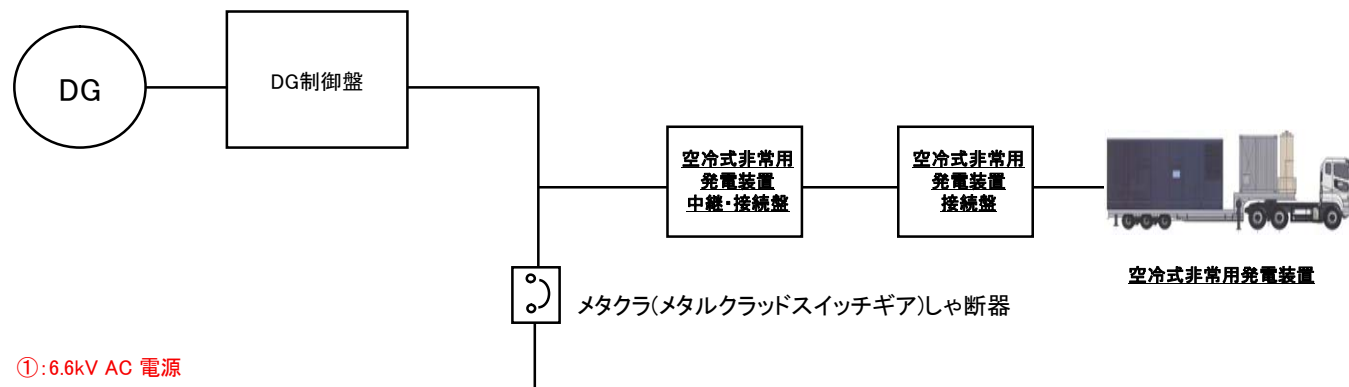 DG
DG制御盤
空冷式非常用
発電装置
中継・接続盤
空冷式非常用
発電装置
接続盤
空冷式非常用発電装置
メタクラ(メタルクラッドスイッチギア)しゃ断器
①:6.6kV AC 電源